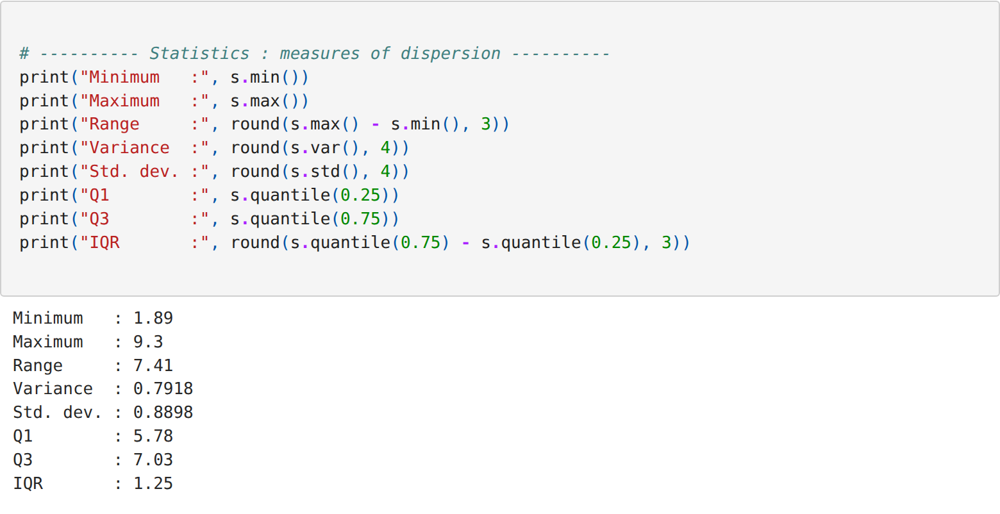 # ---------- Statistics : measures of dispersion ----------
print("Minimum   :", s.min())
print("Maximum   :", s.max())
print("Range     :", round(s.max() - s.min(), 3))
print("Variance  :", round(s.var(), 4))
print("Std. dev. :", round(s.std(), 4))
print("Q1        :", s.quantile(0.25))
print("Q3        :", s.quantile(0.75))
print("IQR       :", round(s.quantile(0.75) - s.quantile(0.25), 3))
Minimum   : 1.89
Maximum   : 9.3
Range     : 7.41
Variance  : 0.7918
Std. dev. : 0.8898
Q1        : 5.78
Q3        : 7.03
IQR       : 1.25